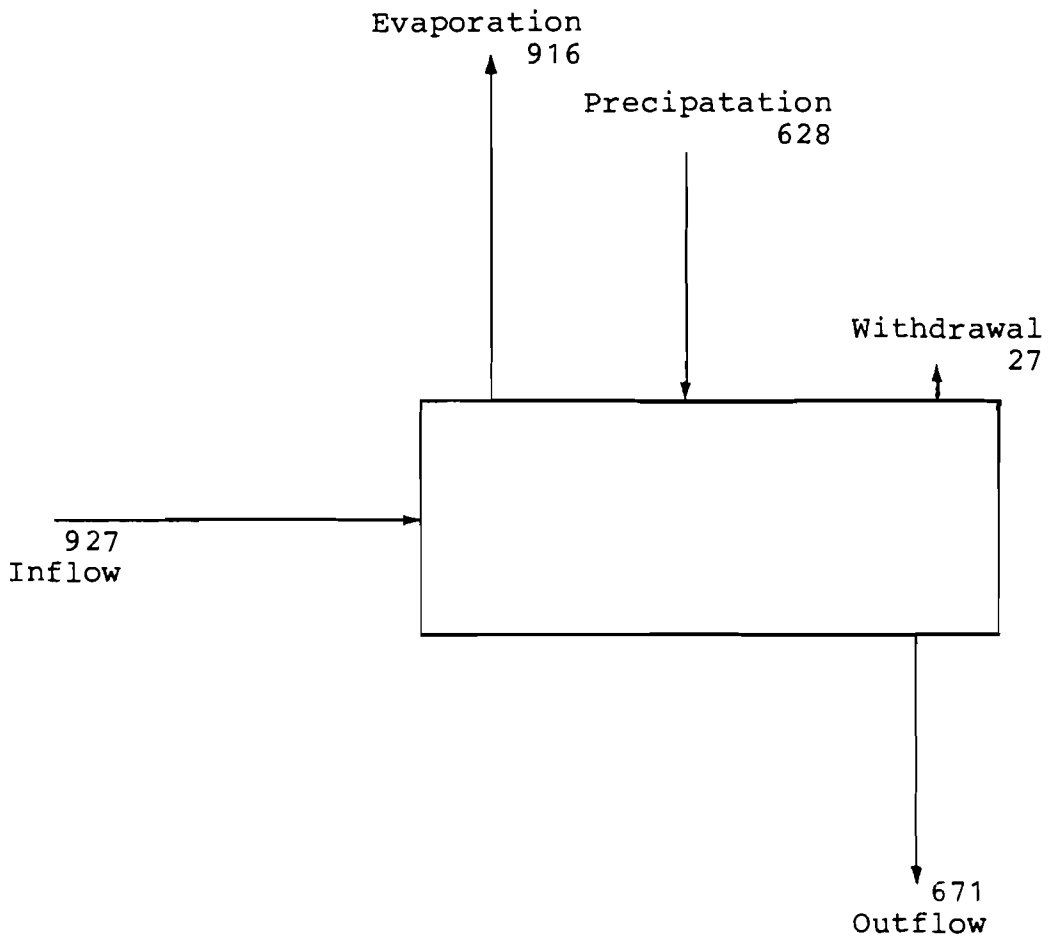 Evaporation
916
Precipatation
628
Withdrawal
27
927
Inflow
671
Outflow